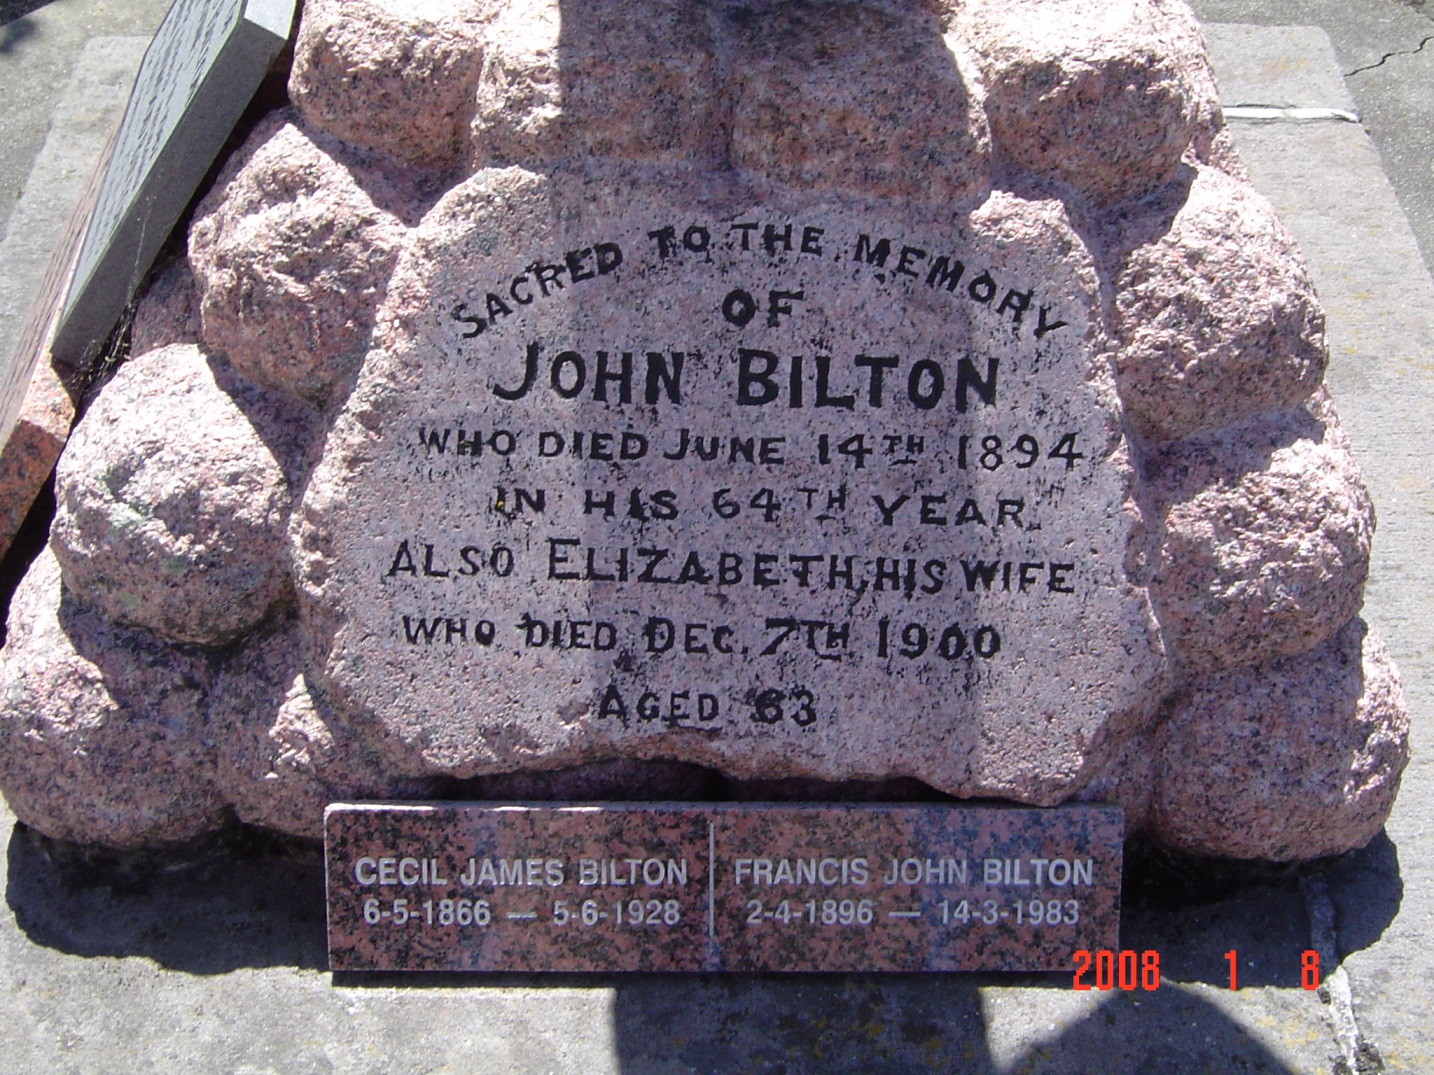 SACRED TO THE MEMORY
OF
JOHN BILTON
WHO DIED JUNE 14TH 1894
IN HIS 64TH YEAR
ALSO ELIZABETH, HIS WIFE
WHO DIED DEC. 7TH 1900
AGED 63
CECIL JAMES BILTON
6-5-1866 — 5-6-1928
FRANCIS JOHN BILTON
2-4-1896 — 14-3-1983
2008 1 8